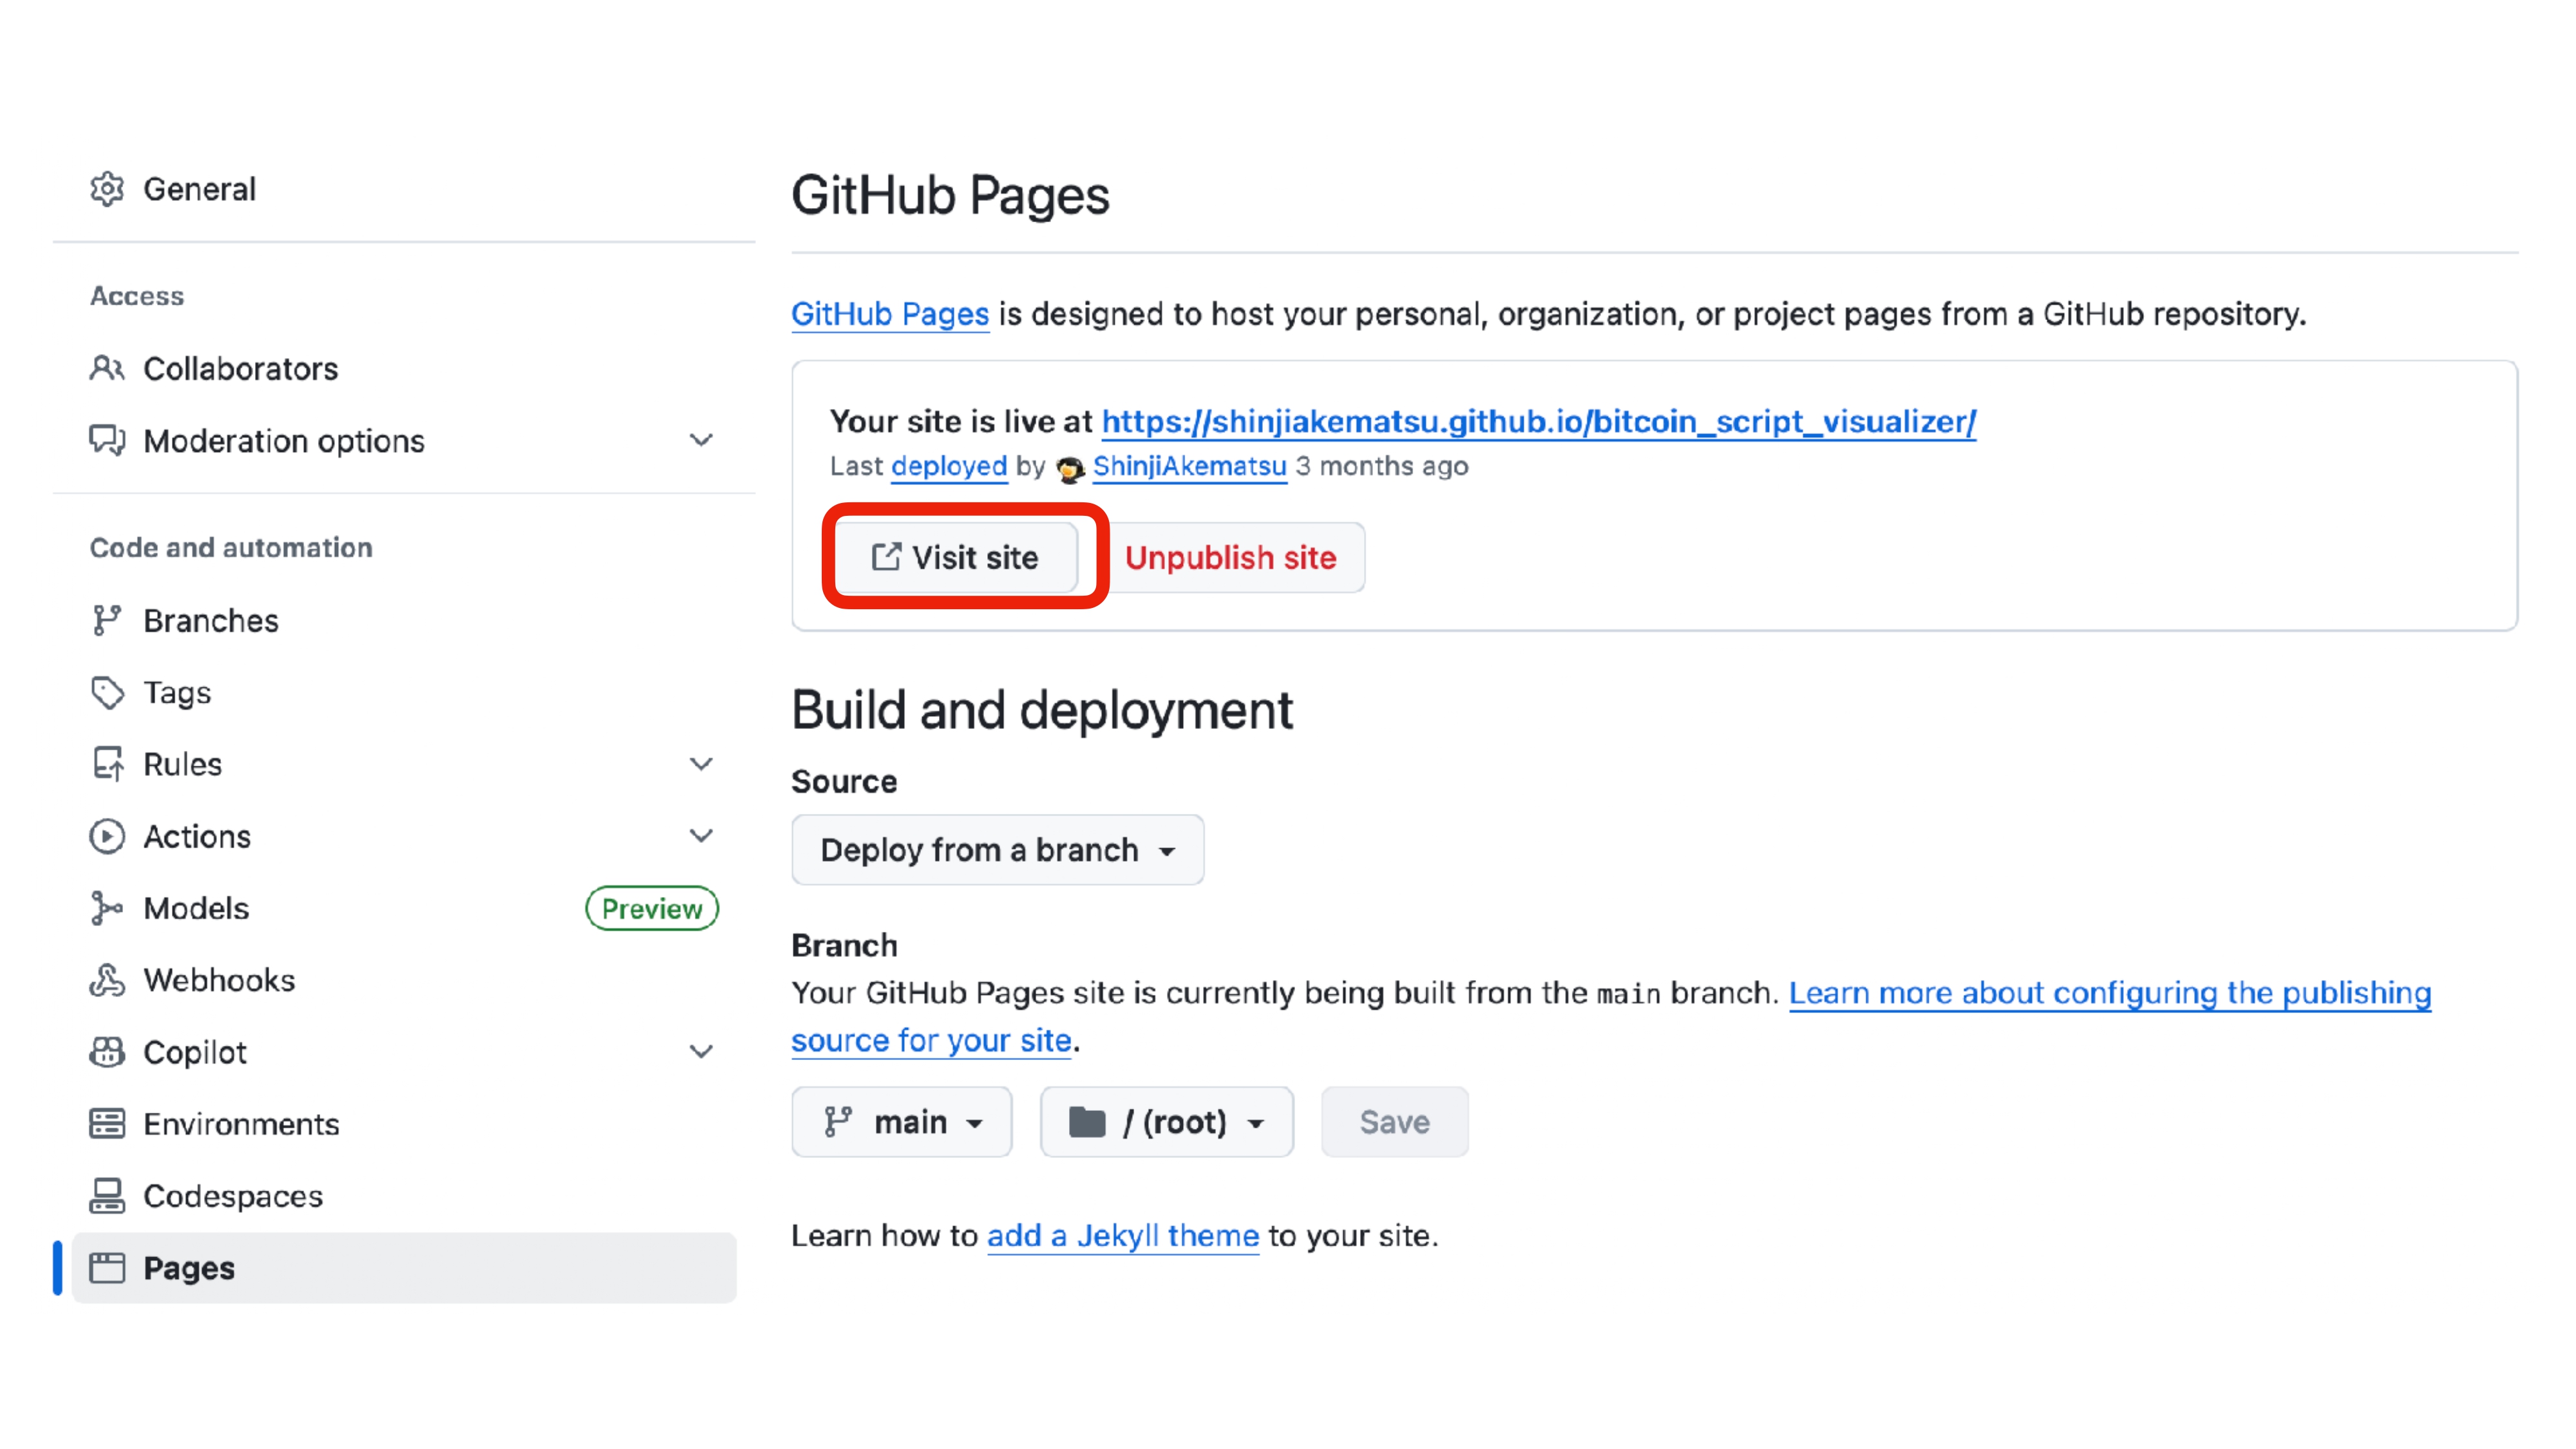 General
Access
Collaborators
Moderation options
Code and automation
Branches
Tags
Rules
Actions
Models Preview
Webhooks
Copilot
Environments
Codespaces
Pages
GitHub Pages
GitHub Pages is designed to host your personal, organization, or project pages from a GitHub repository.
Your site is live at https://shinjiakematsu.github.io/bitcoin_script_visualizer/
Last deployed by ShinjiAkematsu 3 months ago
Visit site Unpublish site
Build and deployment
Source
Deploy from a branch
Branch
Your GitHub Pages site is currently being built from the main branch. Learn more about configuring the publishing
source for your site.
main / (root) Save
Learn how to add a Jekyll theme to your site.